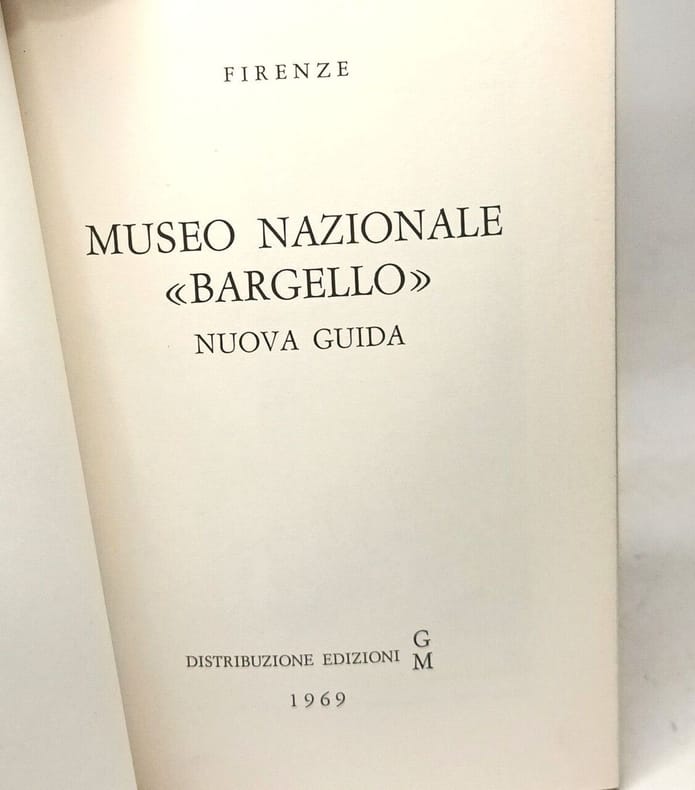 FIRENZE
MUSEO NAZIONALE
«BARGELLO»
NUOVA GUIDA
DISTRIBUZIONE EDIZIONI G
M
1969